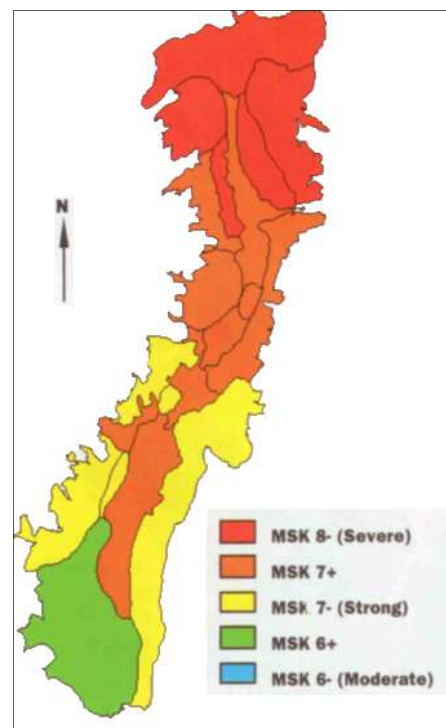 N
MSK 8- (Severe)
MSK 7+
MSK 7- (Strong)
MSK 6+
MSK 6- (Moderate)